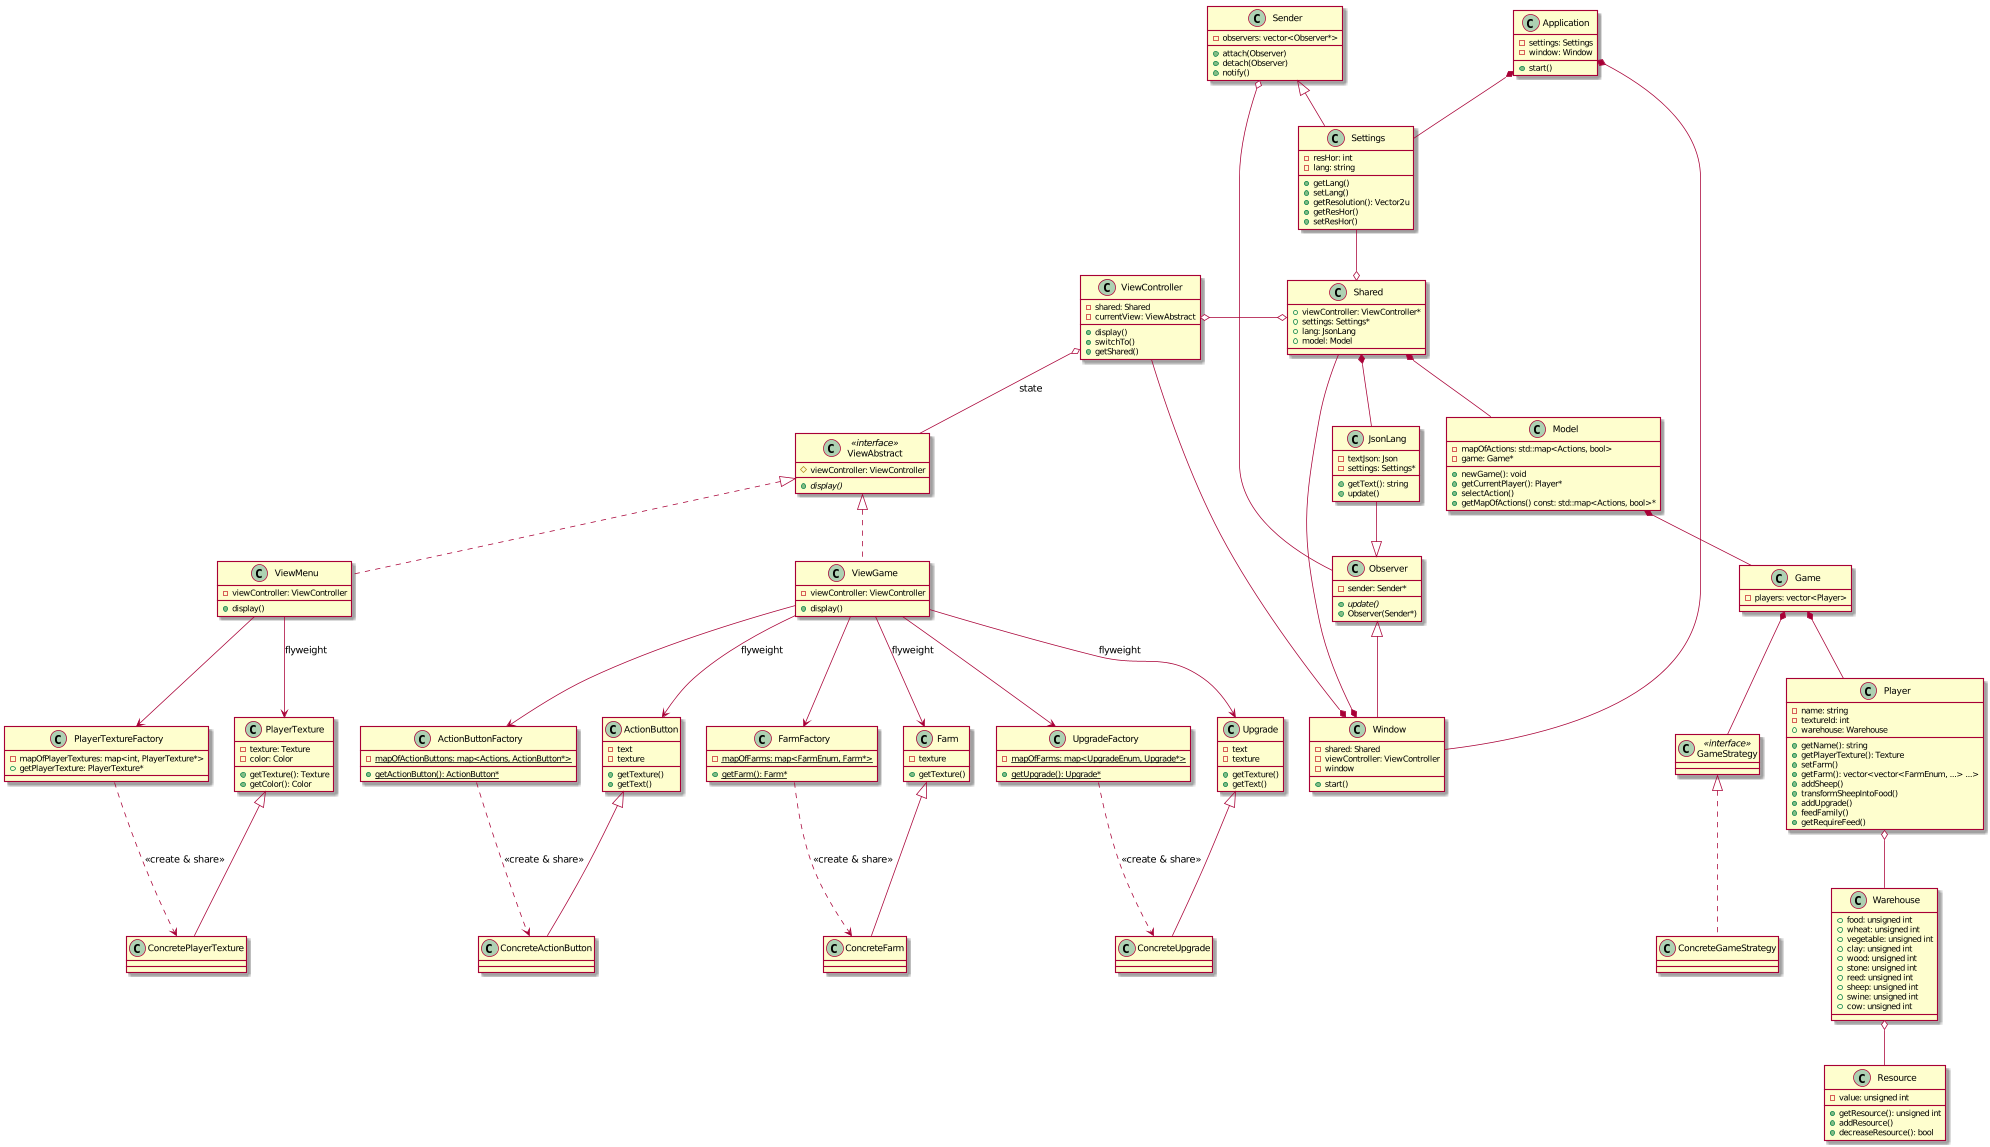 Sender
observers: vector<Observer*>
attach(Observer)
detach(Observer)
notify()
Application
settings: Settings
window: Window
start()
Settings
resHor: int
lang: string
getLang()
setLang()
getResolution(): Vector2u
getResHor()
setResHor()
ViewController
shared: Shared
currentView: ViewAbstract
display()
switchTo()
getShared()
Shared
viewController: ViewController*
settings: Settings*
lang: JsonLang
model: Model
state
«interface»
ViewAbstract
viewController: ViewController
display()
JsonLang
textJson: Json
settings: Settings*
getText(): string
update()
Model
mapOfActions: std::map<Actions, bool>
game: Game*
newGame(): void
getCurrentPlayer(): Player*
selectAction()
getMapOfActions() const: std::map<Actions, bool>*
ViewMenu
viewController: ViewController
display()
ViewGame
viewController: ViewController
display()
Observer
sender: Sender*
update()
Observer(Sender*)
Game
players: vector<Player>
flyweight
flyweight
flyweight
flyweight
PlayerTextureFactory
mapOfPlayerTextures: map<int, PlayerTexture*>
getPlayerTexture: PlayerTexture*
PlayerTexture
texture: Texture
color: Color
getTexture(): Texture
getColor(): Color
ActionButtonFactory
mapOfActionButtons: map<Actions, ActionButton*>
getActionButton(): ActionButton*
ActionButton
text
texture
getTexture()
getText()
FarmFactory
mapOfFarms: map<FarmEnum, Farm*>
getFarm(): Farm*
Farm
texture
getTexture()
UpgradeFactory
mapOfFarms: map<UpgradeEnum, Upgrade*>
getUpgrade(): Upgrade*
Upgrade
text
texture
getTexture()
getText()
Window
shared: Shared
viewController: ViewController
window
start()
«interface»
GameStrategy
Player
name: string
textureId: int
warehouse: Warehouse
getName(): string
getPlayerTexture(): Texture
setFarm()
getFarm(): vector<vector<FarmEnum, ...> ...>
addSheep()
transformSheepIntoFood()
addUpgrade()
feedFamily()
getRequireFeed()
«create & share»
«create & share»
«create & share»
«create & share»
ConcretePlayerTexture
ConcreteActionButton
ConcreteFarm
ConcreteUpgrade
ConcreteGameStrategy
Warehouse
food: unsigned int
wheat: unsigned int
vegetable: unsigned int
clay: unsigned int
wood: unsigned int
stone: unsigned int
reed: unsigned int
sheep: unsigned int
swine: unsigned int
cow: unsigned int
Resource
value: unsigned int
getResource(): unsigned int
addResource()
decreaseResource(): bool